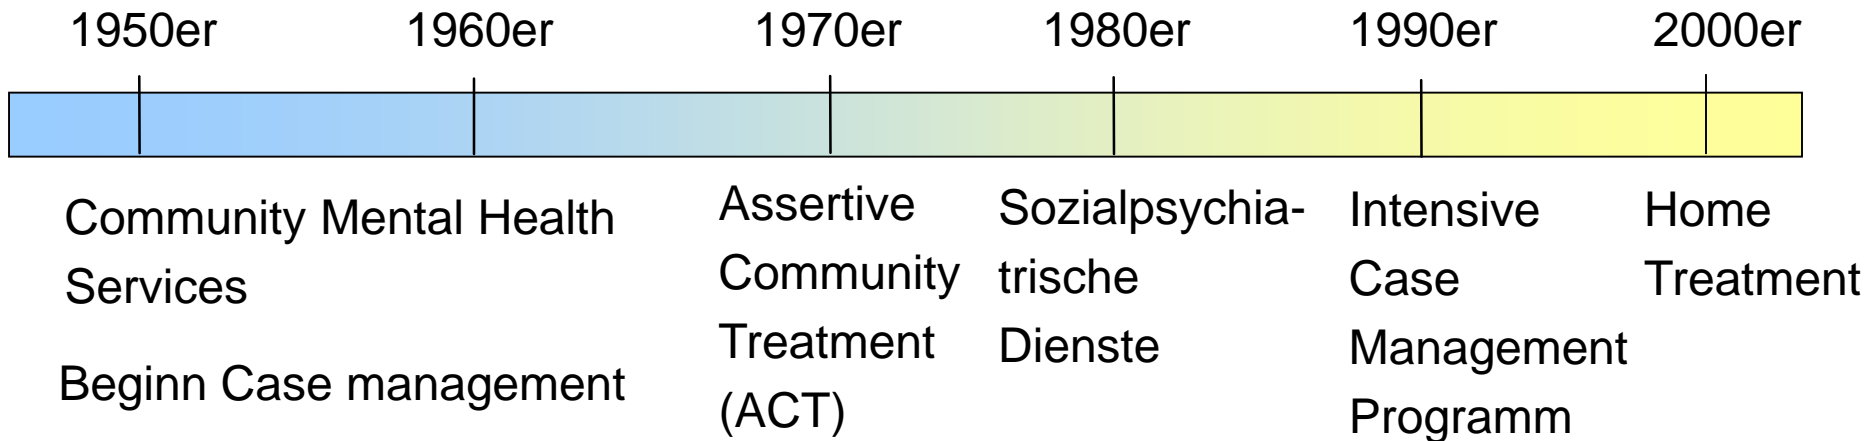 1950er 1960er 1970er 1980er 1990er 2000er
Community Mental Health
Services
Beginn Case management
Assertive
Community
Treatment
(ACT)
Sozialpsychia-
trische
Dienste
Intensive
Case
Management
Programm
Home
Treatment